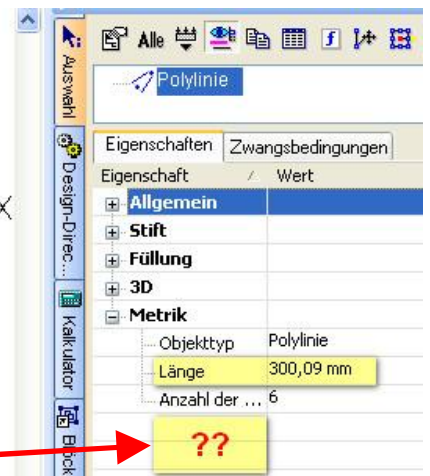 Alle
Polylinie
Eigenschaften Zwangsbedingungen
Eigenschaft Wert
Allgemein
Stift
Füllung
3D
Metrik
Objekttyp Polylinie
Länge 300,09 mm
Anzahl der ... 6
??
Auswahl
Design-Direc...
Kalkulator
Blöck